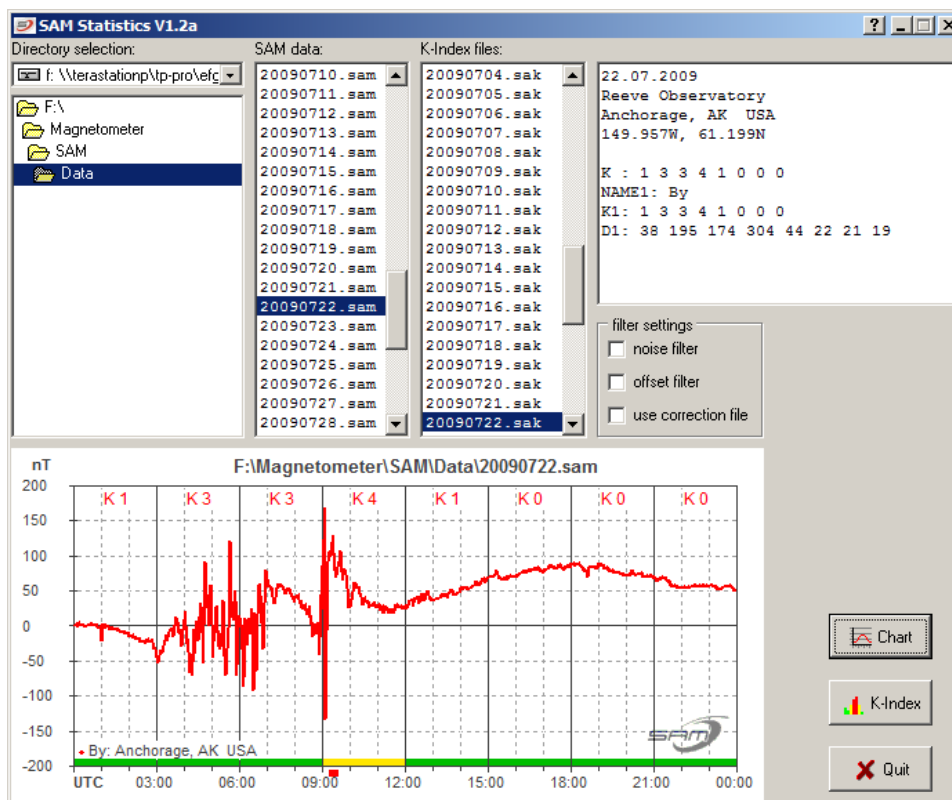 SAM Statistics V1.2a
Directory selection:
f: \\terastationp\tp-pro\efg
F:\
Magnetometer
SAM
Data
SAM data:
20090710.sam
20090711.sam
20090712.sam
20090713.sam
20090714.sam
20090715.sam
20090716.sam
20090717.sam
20090718.sam
20090719.sam
20090720.sam
20090721.sam
20090722.sam
20090723.sam
20090724.sam
20090725.sam
20090726.sam
20090727.sam
20090728.sam
K-Index files:
20090704.sak
20090705.sak
20090706.sak
20090707.sak
20090708.sak
20090709.sak
20090710.sak
20090711.sak
20090712.sak
20090713.sak
20090714.sak
20090715.sak
20090716.sak
20090717.sak
20090718.sak
20090719.sak
20090720.sak
20090721.sak
20090722.sak
22.07.2009
Reeve Observatory
Anchorage, AK  USA
149.957W, 61.199N
K : 1 3 3 4 1 0 0 0
NAME1: By
K1: 1 3 3 4 1 0 0 0
D1: 38 195 174 304 44 22 21 19
filter settings
noise filter
offset filter
use correction file
nT
F:\Magnetometer\SAM\Data\20090722.sam
K 1 K 3 K 3 K 4 K 1 K 0 K 0 K 0
200
150
100
50
0
-50
-100
-150
-200
By: Anchorage, AK USA
SAM
UTC 03:00 06:00 09:00 12:00 15:00 18:00 21:00 00:00
Chart
K-Index
Quit